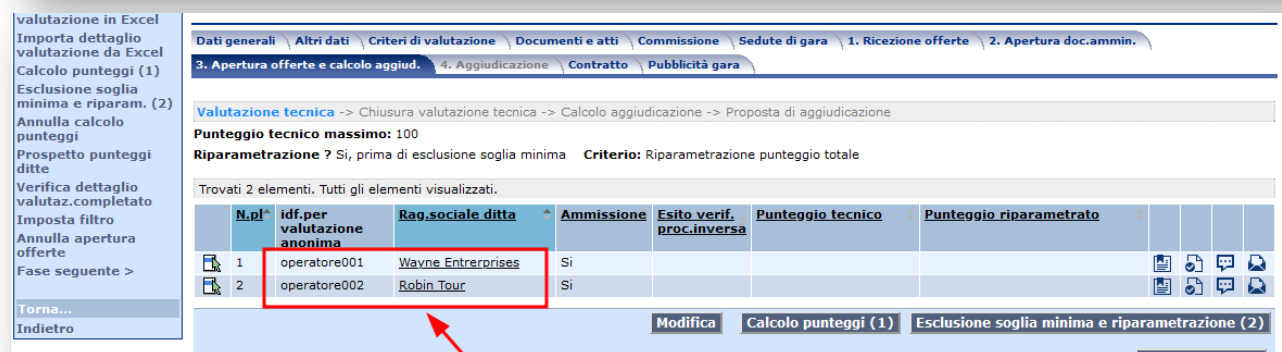 valutazione in Excel
Importa dettaglio
valutazione da Excel
Calcolo punteggi (1)
Esclusione soglia
minima e riparam. (2)
Annulla calcolo
punteggi
Prospetto punteggi
ditte
Verifica dettaglio
valutaz.completato
Imposta filtro
Annulla apertura
offerte
Fase seguente >
Torna...
Indietro
Dati generali Altri dati Criteri di valutazione Documenti e atti Commissione Sedute di gara 1. Ricezione offerte 2. Apertura doc.ammin.
3. Apertura offerte e calcolo aggiud. 4. Aggiudicazione Contratto Pubblicità gara
Valutazione tecnica -> Chiusura valutazione tecnica -> Calcolo aggiudicazione -> Proposta di aggiudicazione
Punteggio tecnico massimo: 100
Riparametrazione ? Si, prima di esclusione soglia minima Criterio: Riparametrazione punteggio totale
Trovati 2 elementi. Tutti gli elementi visualizzati.
N.pl idf.per Rag.sociale ditta Ammissione Esito verif. Punteggio tecnico Punteggio riparametrato
valutazione proc.inversa
anonima
1 operatore001 Wayne Entrerprises Si
2 operatore002 Robin Tour Si
Modifica Calcolo punteggi (1) Esclusione soglia minima e riparametrazione (2)